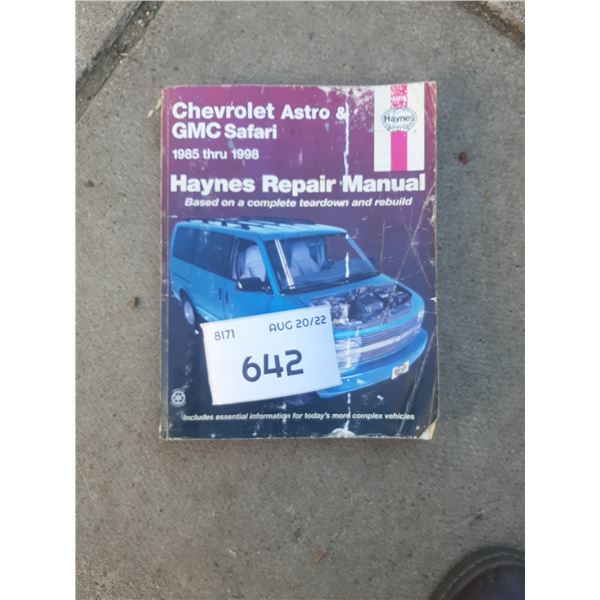 Chevrolet Astro &
GMC Safari
1985 thru 1998
Haynes
Haynes Repair Manual
Based on a complete teardown and rebuild
8171 AUG 20/22
642
Includes essential information for today's more complex vehicles